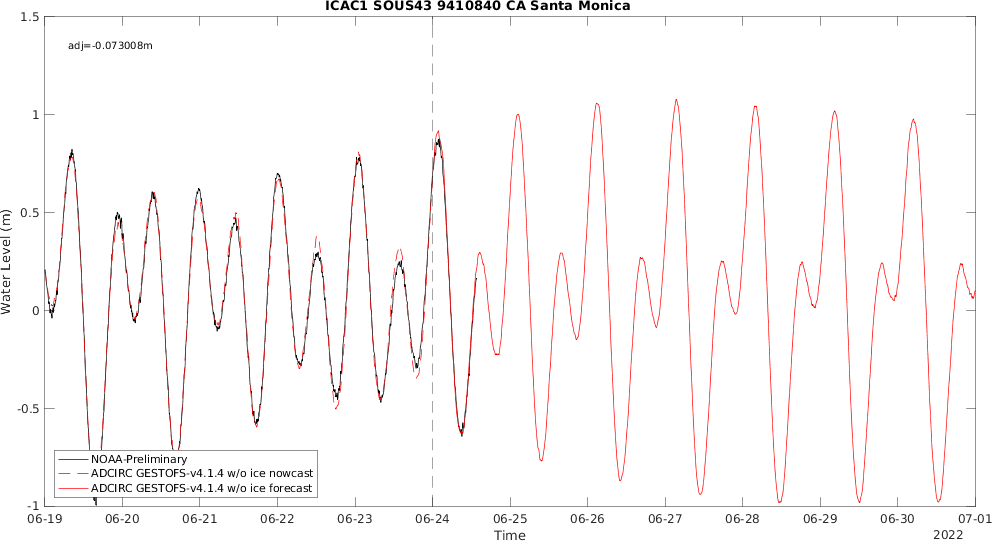 ICAC1 SOUS43 9410840 CA Santa Monica
1.5
adj=-0.073008m
1
0.5
Water Level (m)
0
-0.5
NOAA-Preliminary
ADCIRC GESTOFS-v4.1.4 w/o ice nowcast
ADCIRC GESTOFS-v4.1.4 w/o ice forecast
-1
06-19 06-20 06-21 06-22 06-23 06-24 06-25 06-26 06-27 06-28 06-29 06-30 07-01
Time
2022